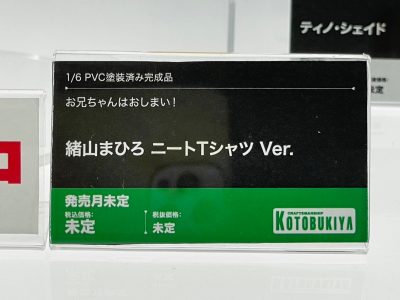 ティノ・シェイド
1/6 PVC塗装済み完成品
お兄ちゃんはおしまい!
緒山まひろ ニートTシャツ Ver.
発売月未定
税込価格: 税抜価格:
未定 未定
CRAFTSMANSHIP
KOTOBUKIYA